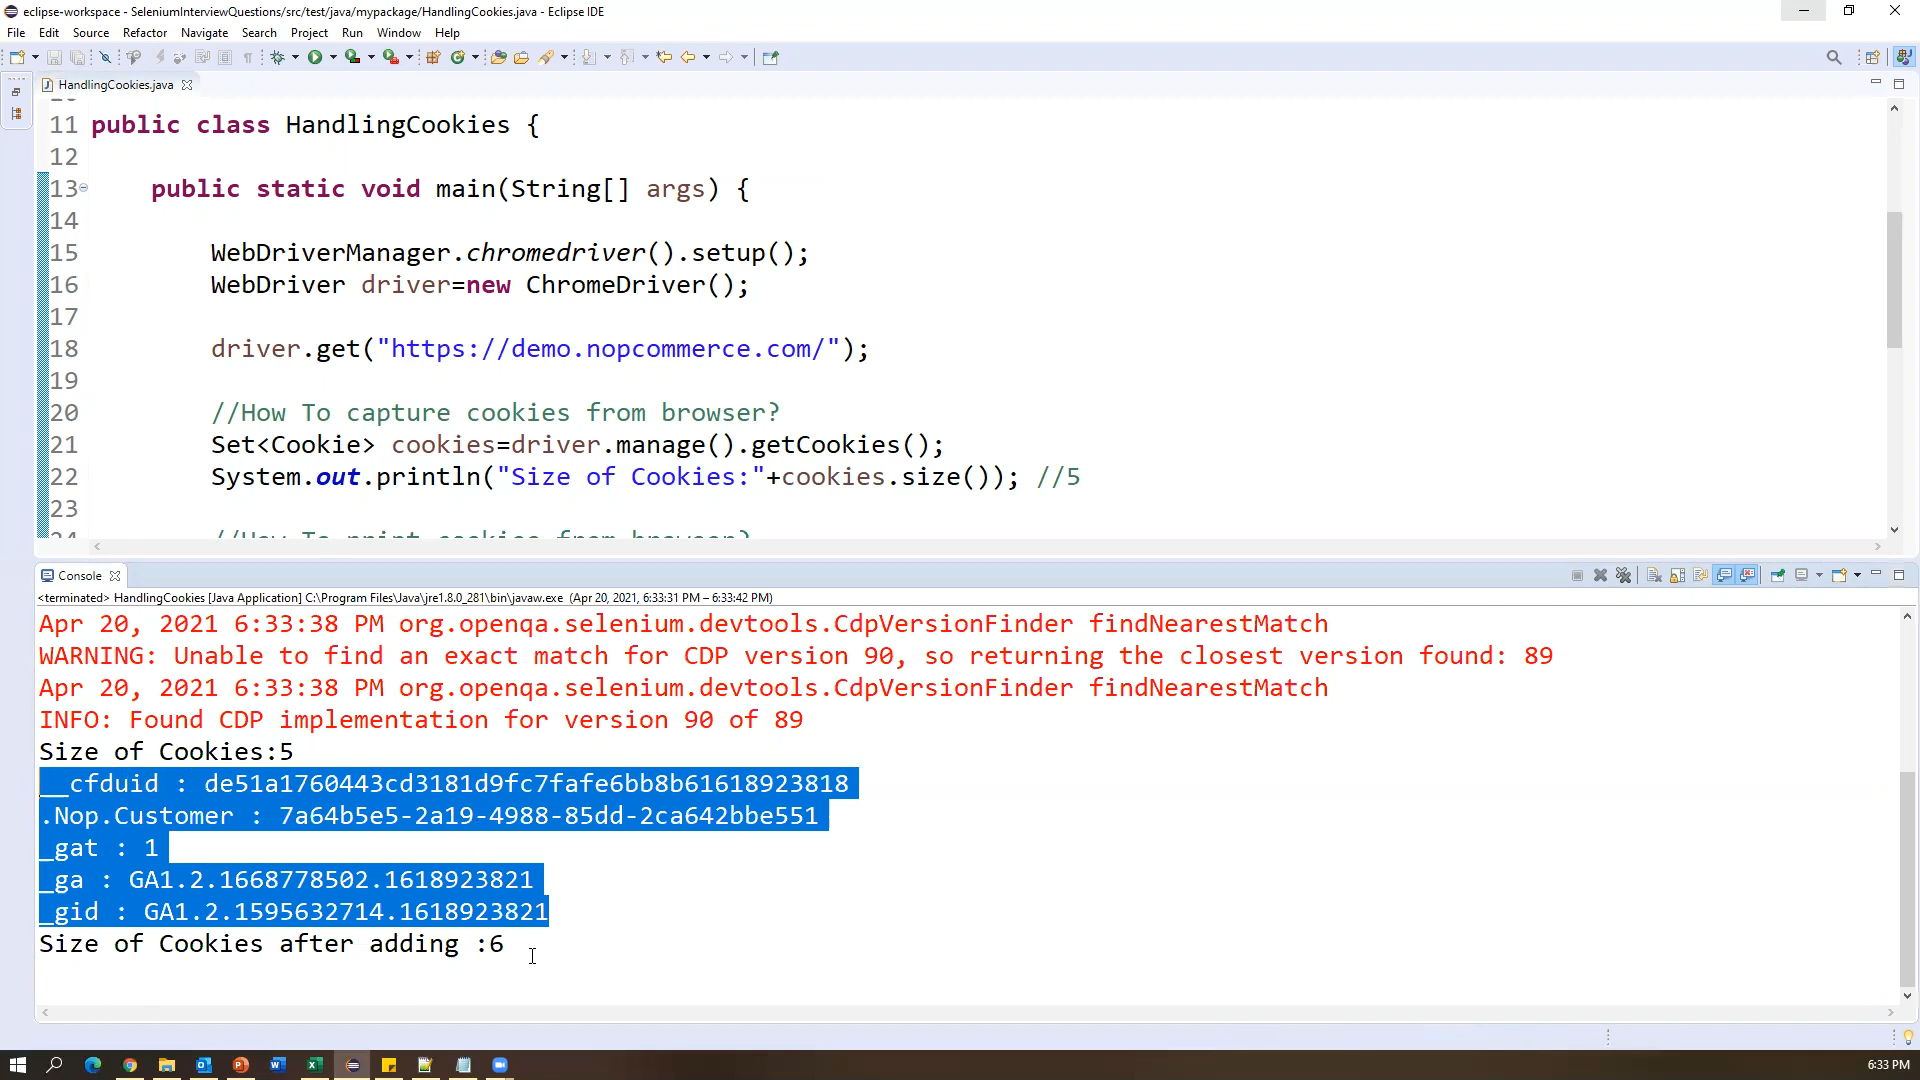 eclipse-workspace - SeleniumInterviewQuestions/src/test/java/mypackage/HandlingCookies.java - Eclipse IDE
File Edit Source Refactor Navigate Search Project Run Window Help
HandlingCookies.java
11 public class HandlingCookies {
12
13 public static void main(String[] args) {
14
15 WebDriverManager.chromedriver().setup();
16 WebDriver driver=new ChromeDriver();
17
18 driver.get("https://demo.nopcommerce.com/");
19
20 //How To capture cookies from browser?
21 Set<Cookie> cookies=driver.manage().getCookies();
22 System.out.println("Size of Cookies:"+cookies.size()); //5
23
24 //How To print cookies from browser?
Console
<terminated> HandlingCookies [Java Application] C:\Program Files\Java\jre1.8.0_281\bin\javaw.exe (Apr 20, 2021, 6:33:31 PM – 6:33:42 PM)
Apr 20, 2021 6:33:38 PM org.openqa.selenium.devtools.CdpVersionFinder findNearestMatch
WARNING: Unable to find an exact match for CDP version 90, so returning the closest version found: 89
Apr 20, 2021 6:33:38 PM org.openqa.selenium.devtools.CdpVersionFinder findNearestMatch
INFO: Found CDP implementation for version 90 of 89
Size of Cookies:5
__cfduid : de51a1760443cd3181d9fc7fafe6bb8b61618923818
.Nop.Customer : 7a64b5e5-2a19-4988-85dd-2ca642bbe551
_gat : 1
_ga : GA1.2.1668778502.1618923821
_gid : GA1.2.1595632714.1618923821
Size of Cookies after adding :6
6:33 PM